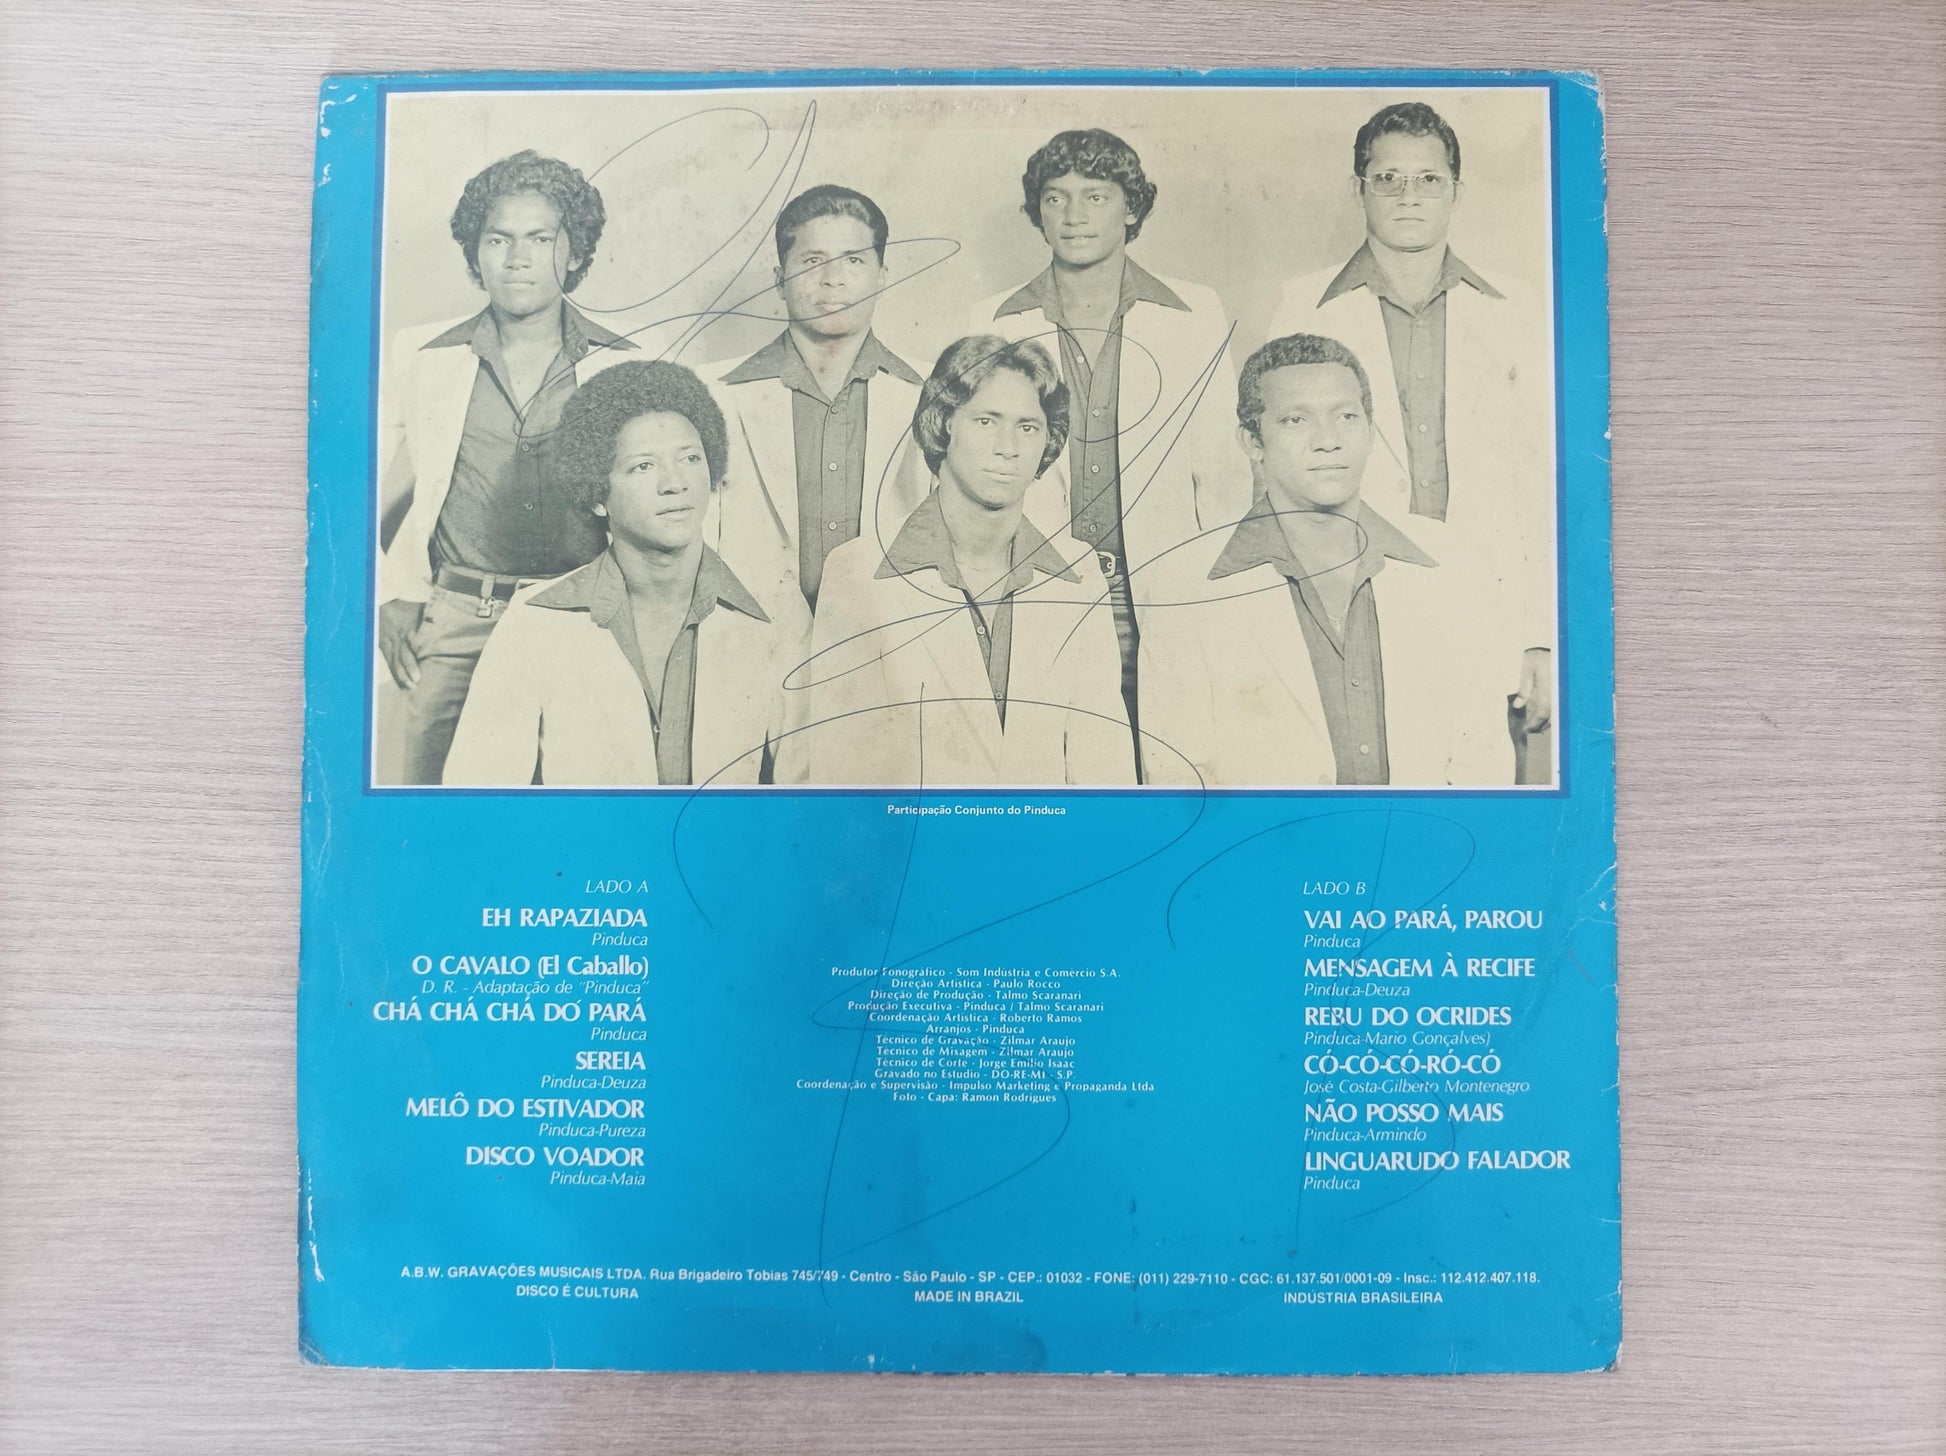 Participação Conjunto do Pinduca
LADO A
EH RAPAZIADA
Pinduca
O CAVALO (El Caballo)
D. R. - Adaptação de "Pinduca"
CHÁ CHÁ CHÁ DO PARÁ
Pinduca
SEREIA
Pinduca-Deuza
MELÔ DO ESTIVADOR
Pinduca-Pureza
DISCO VOADOR
Pinduca-Maia
Produtor Fonográfico - Som Indústria e Comércio S.A.
Direção Artística - Paulo Rocco
Direção de Produção - Talmo Scaranari
Produção Executiva - Pinduca / Talmo Scaranari
Coordenação Artística - Roberto Ramos
Arranjos - Pinduca
Técnico de Gravação - Zilmar Araujo
Técnico de Mixagem - Zilmar Araujo
Técnico de Corte - Jorge Emílio Isaac
Gravado no Estúdio - DO-RE-MI - S.P.
Coordenação e Supervisão - Impulso Marketing e Propaganda Ltda
Foto - Capa: Ramon Rodrigues
LADO B
VAI AO PARÁ, PAROU
Pinduca
MENSAGEM À RECIFE
Pinduca-Deuza
REBU DO OCRIDES
Pinduca-Mario Gonçalves)
CÓ-CÓ-CÓ-RÓ-CÓ
José Costa-Gilberto Montenegro
NÃO POSSO MAIS
Pinduca-Armindo
LINGUARUDO FALADOR
Pinduca
A.B.W. GRAVAÇÕES MUSICAIS LTDA. Rua Brigadeiro Tobias 745/749 - Centro - São Paulo - SP - CEP.: 01032 - FONE: (011) 229-7110 - CGC: 61.137.501/0001-09 - Insc.: 112.412.407.118.
DISCO É CULTURA
MADE IN BRAZIL
INDÚSTRIA BRASILEIRA